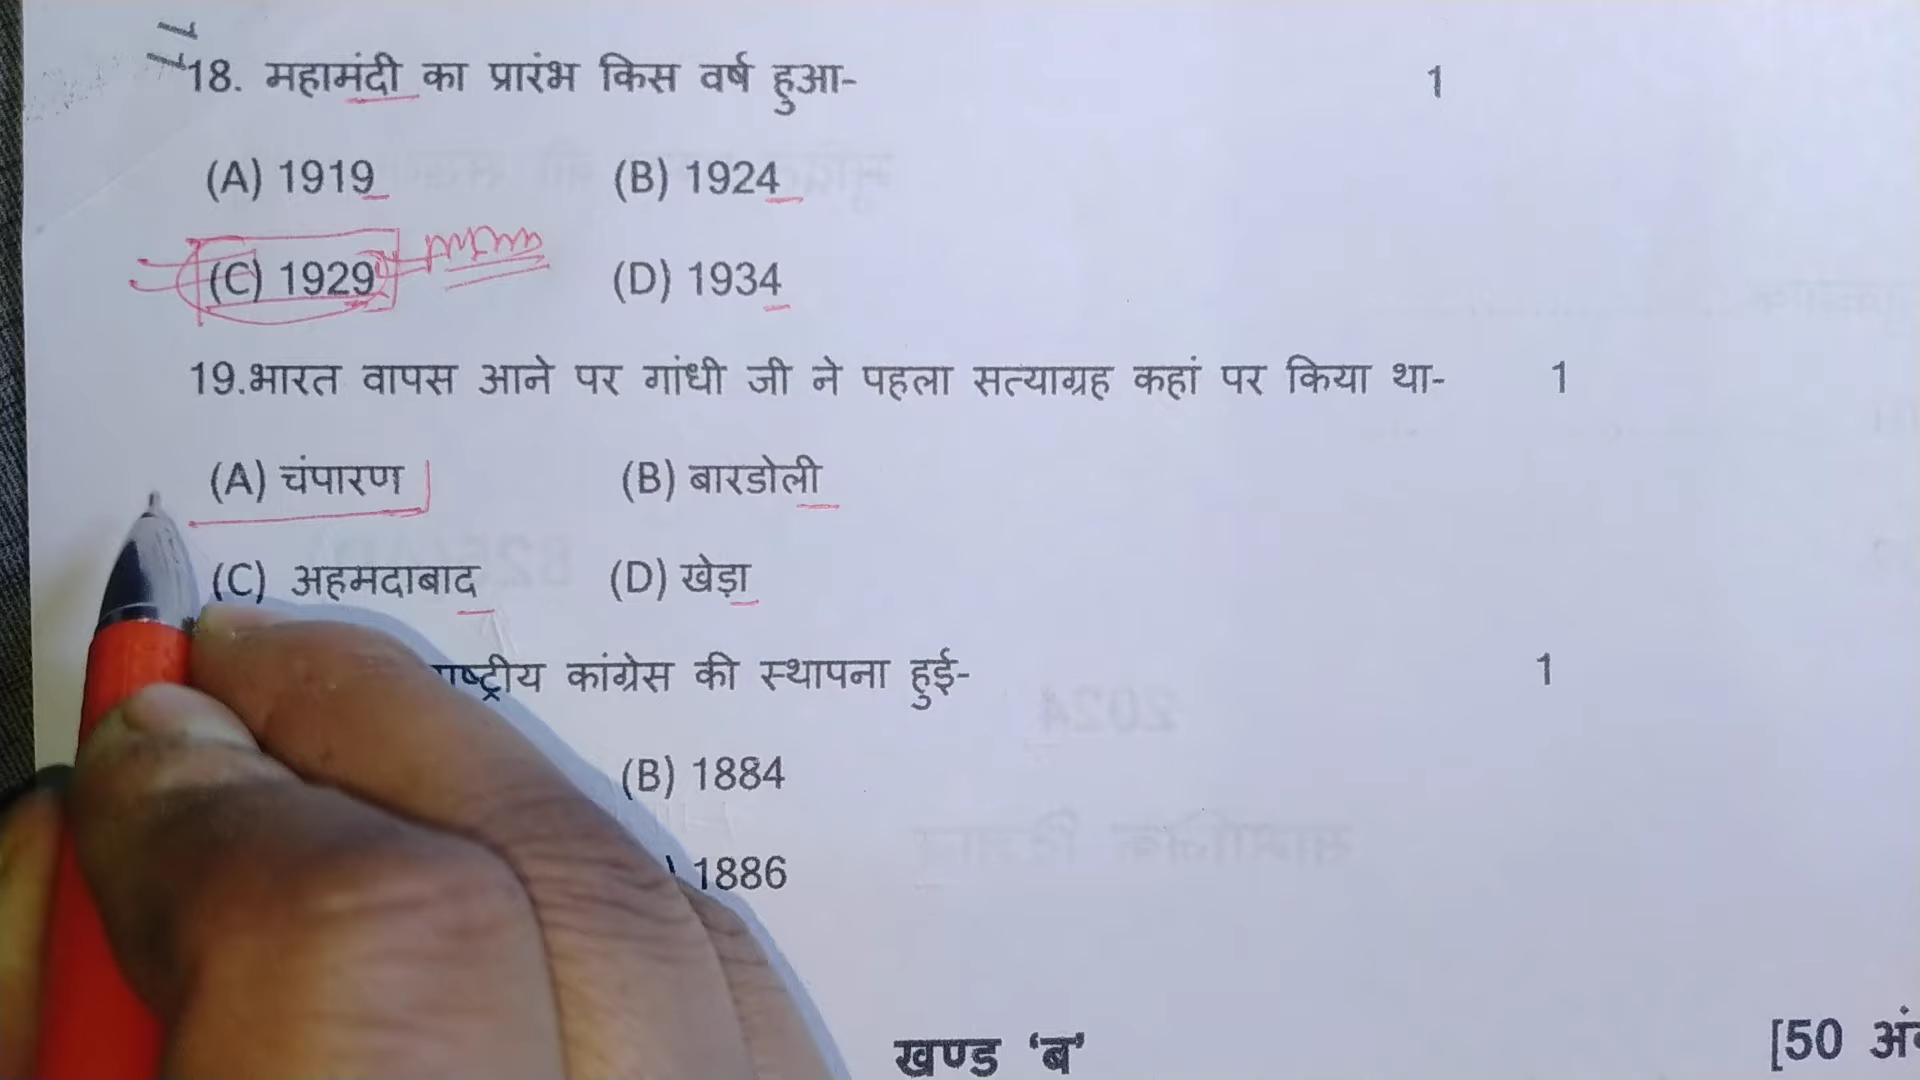 18. महामंदी का प्रारंभ किस वर्ष हुआ- 1
(A) 1919 (B) 1924
(C) 1929 (D) 1934
19.भारत वापस आने पर गांधी जी ने पहला सत्याग्रह कहां पर किया था- 1
(A) चंपारण (B) बारडोली
(C) अहमदाबाद (D) खेड़ा
कांग्रेस की स्थापना हुई- 1
(B) 1884
1886
खण्ड ‘ब’ [50